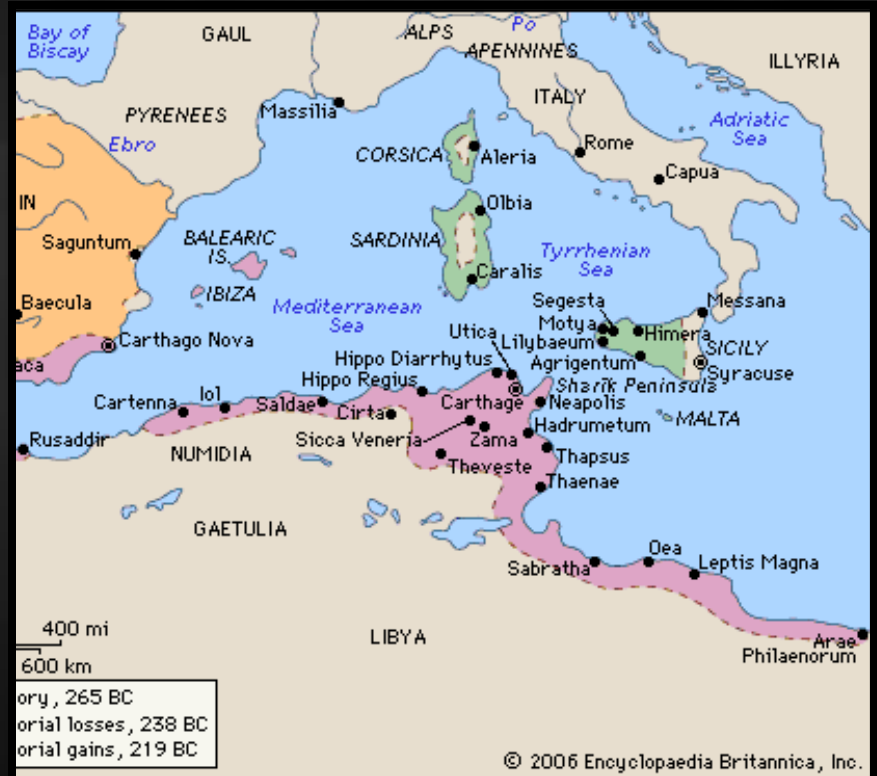 Bay of
Biscay
GAUL
ALPS
Po
APENNINES
ILLYRIA
ITALY
PYRENEES
Massilia
Adriatic
Sea
Ebro
CORSICA
Aleria
Rome
Capua
IN
Olbia
Saguntum
BALEARIC
IS.
SARDINIA
Tyrrhenian
Sea
IBIZA
Caralis
Baecula
Mediterranean
Sea
Segesta
Messana
Motya
Himera
Utica
Lilybaeum
Carthago Nova
SICILY
Hippo Diarrhytus
Agrigentum
Syracuse
aca
Hippo Regius
Sharīk Peninsula
Iol
Cartenna
Saldae
Cirta
Carthage
Neapolis
MALTA
Hadrumetum
Rusaddir
Sicca Veneria
Zama
NUMIDIA
Theveste
Thapsus
Thaenae
GAETULIA
Oea
Sabratha
Leptis Magna
400 mi
LIBYA
Arae
Philaenorum
600 km
ory, 265 BC
orial losses, 238 BC
orial gains, 219 BC
© 2006 Encyclopaedia Britannica, Inc.